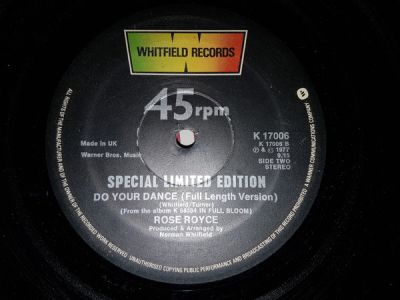 WHITFIELD RECORDS
45rpm
Made in UK
Warner Bros. Music
K 17006
K 17006 B
℗ & © 1977
9.15
SIDE TWO
STEREO
SPECIAL LIMITED EDITION
DO YOUR DANCE (Full Length Version)
(Whitfield/Turner)
(From the album K 56394 IN FULL BLOOM)
ROSE ROYCE
Produced & Arranged by
Norman Whitfield
ALL RIGHTS OF THE MANUFACTURER AND OF THE OWNER OF THE RECORDED WORK RESERVED UNAUTHORISED COPYING PUBLIC PERFORMANCE AND BROADCASTING OF THIS RECORD PROHIBITED
A WARNER COMMUNICATIONS COMPANY